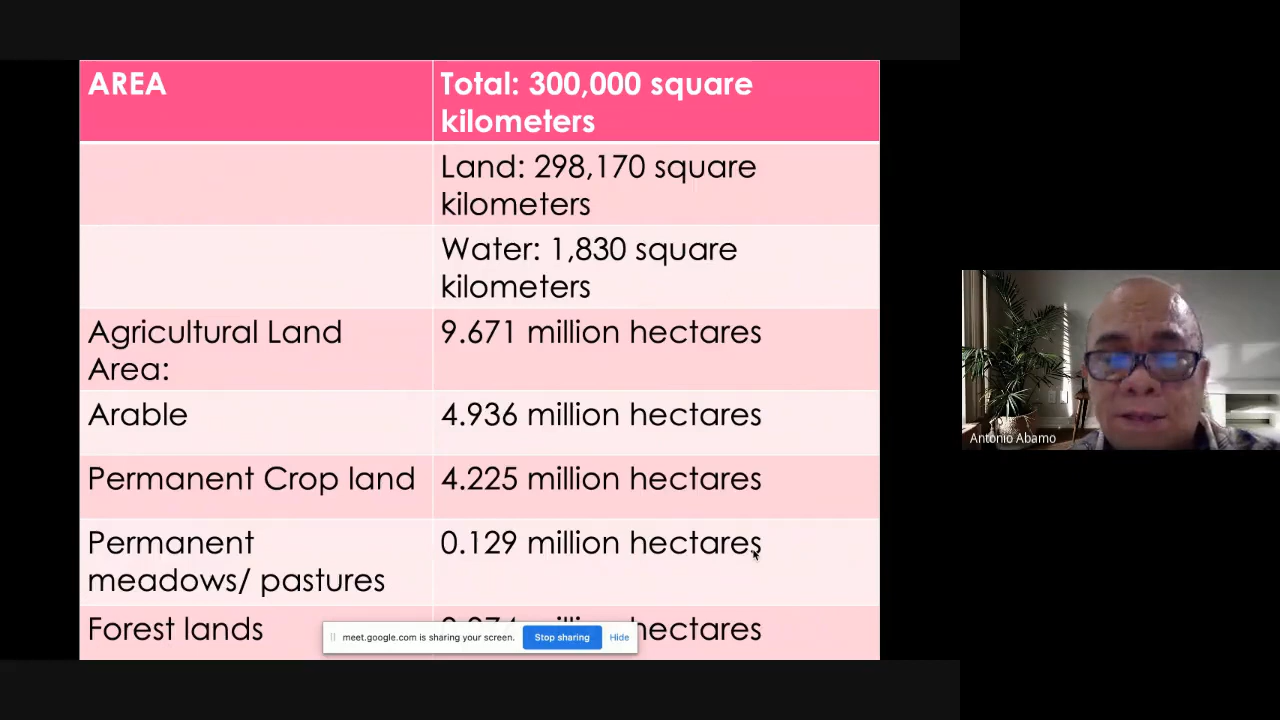 AREA
Total: 300,000 square
kilometers
Land: 298,170 square
kilometers
Water: 1,830 square
kilometers
Agricultural Land
Area:
9.671 million hectares
Arable
4.936 million hectares
Permanent Crop land
4.225 million hectares
Permanent
meadows/ pastures
0.129 million hectares
Forest lands
hectares
meet.google.com is sharing your screen.
Stop sharing
Hide
Antonio Abamo